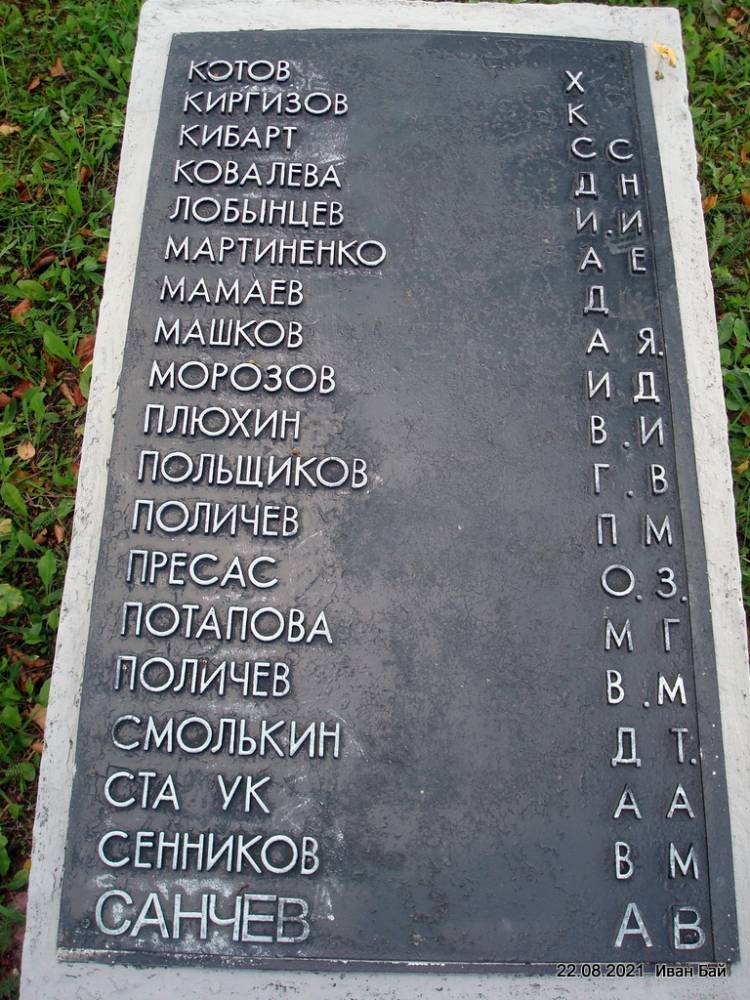 КОТОВ Х
КИРГИЗОВ К
КИБАРТ С С
КОВАЛЕВА Д Н
ЛОБЫНЦЕВ И.И
МАРТИНЕНКО А Е
МАМАЕВ Д
МАШКОВ А Я.
МОРОЗОВ И Д
ПЛЮХИН В.И
ПОЛЬЩИКОВ Г.В
ПОЛИЧЕВ П М
ПРЕСАС О.З.
ПОТАПОВА М Г
ПОЛИЧЕВ В.М
СМОЛЬКИН Д Т.
СТА УК А А
СЕННИКОВ В М
САНЧЕВ А В
22.08.2021 Иван Бай